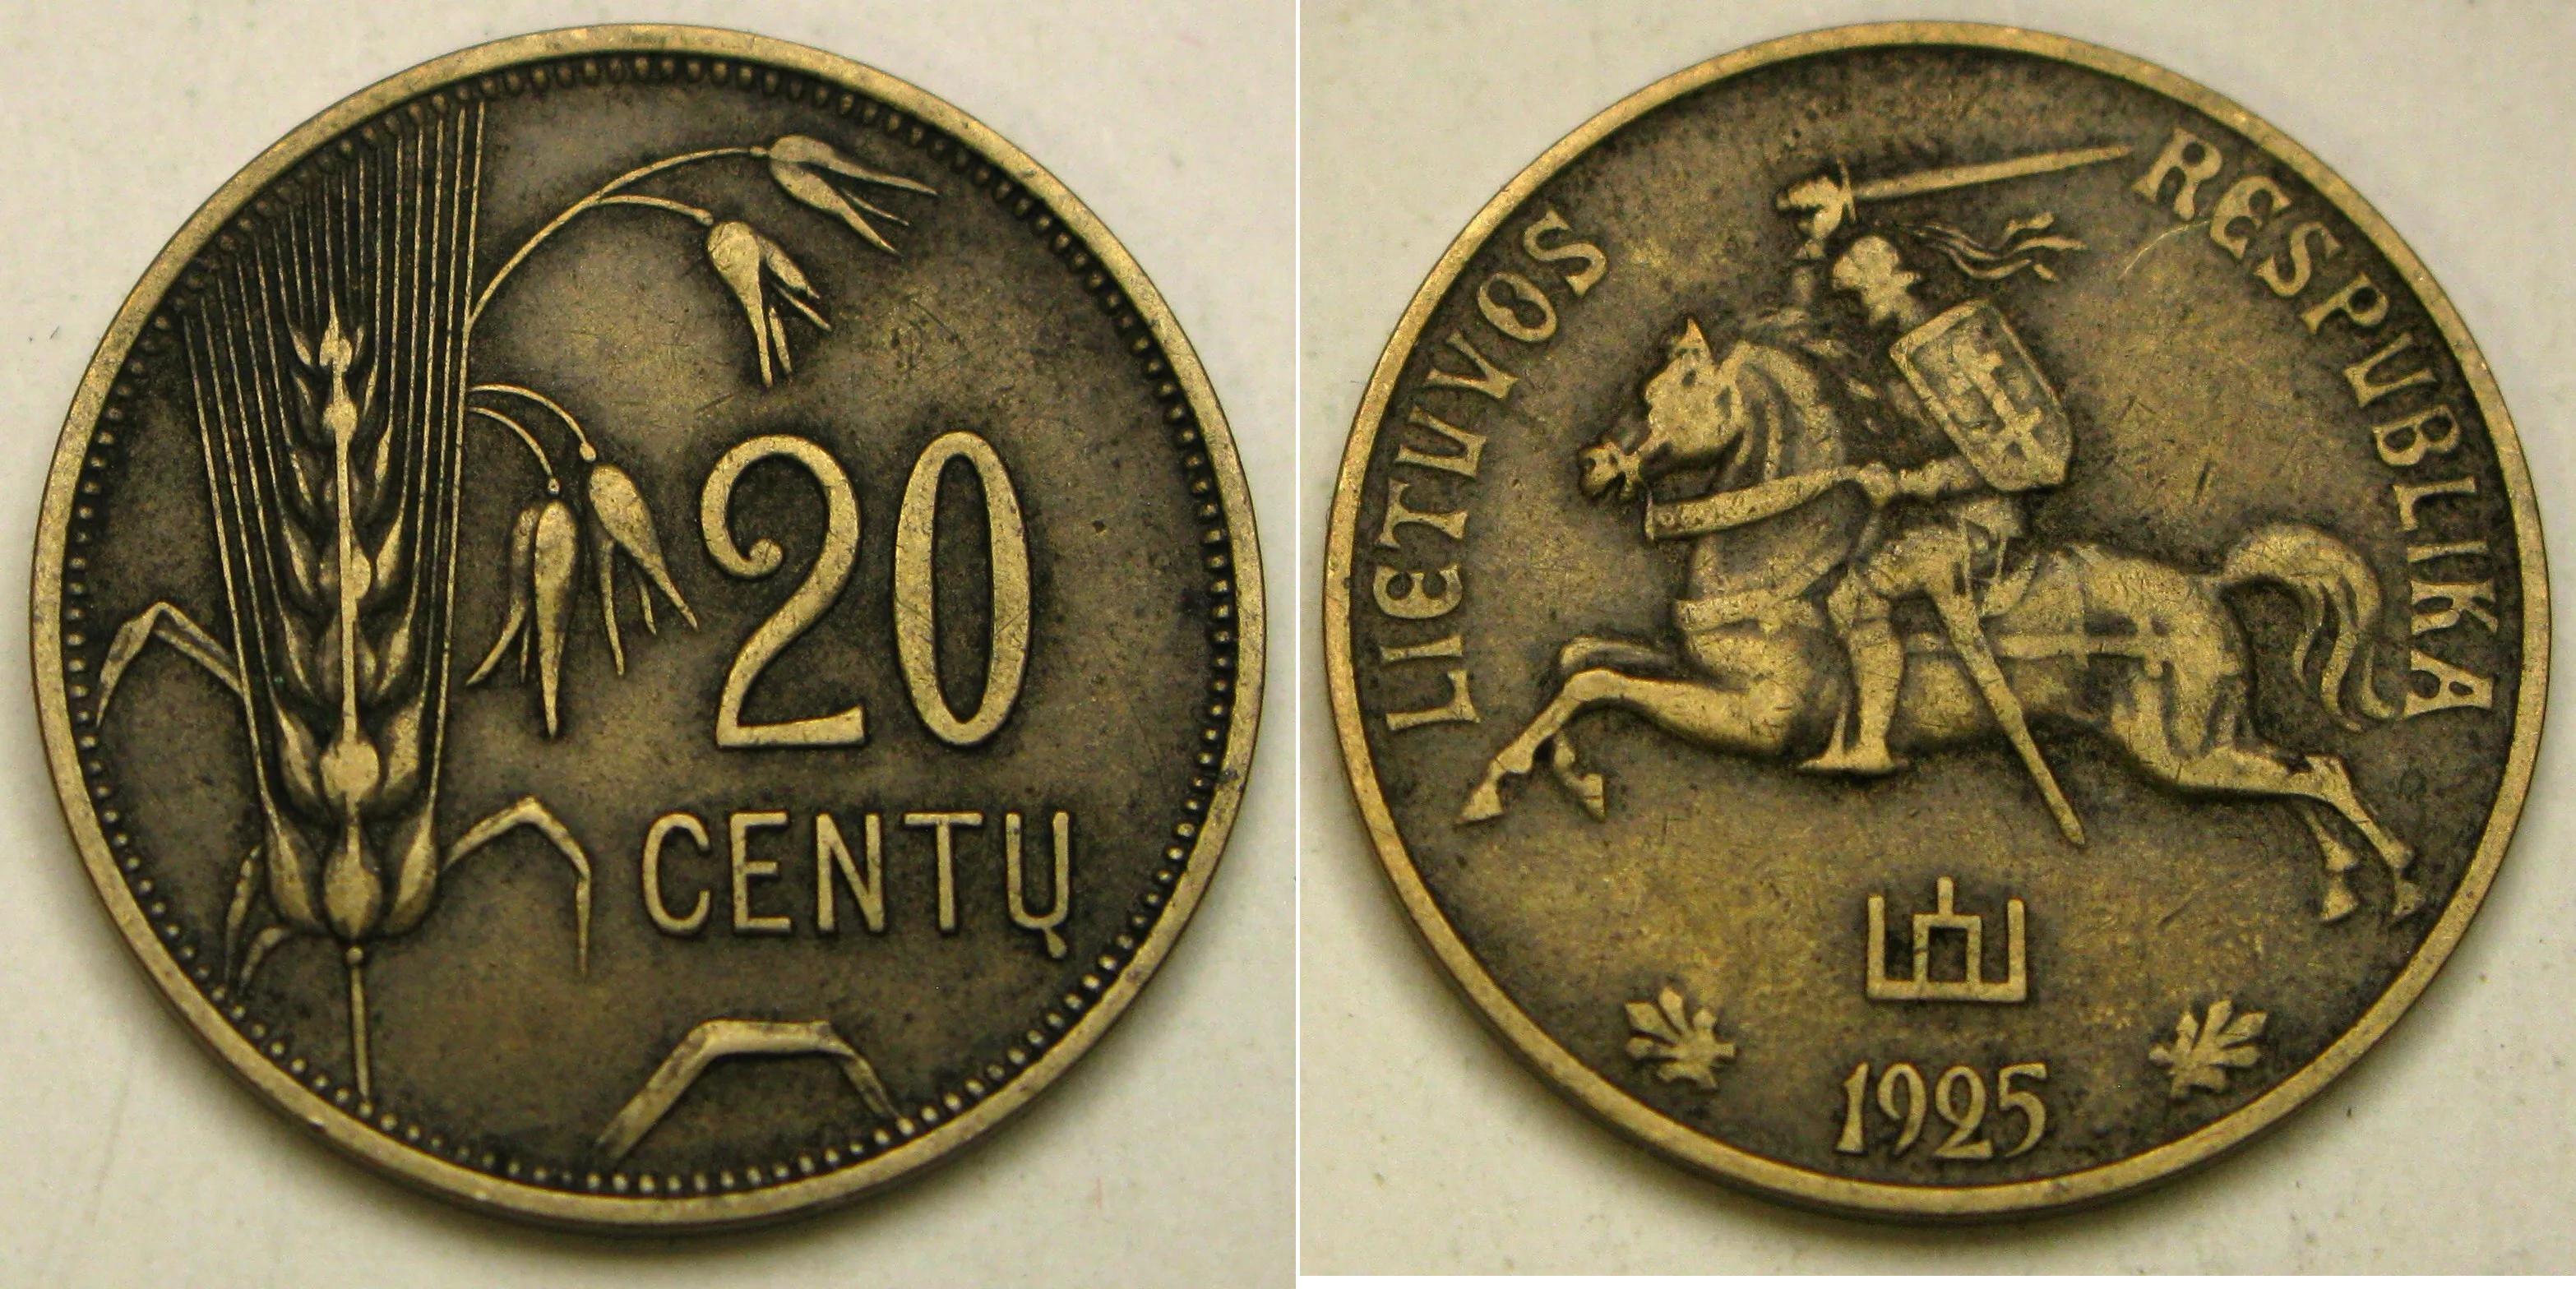 20
CENTŲ
LIETUVOS RESPUBLIKA
1925